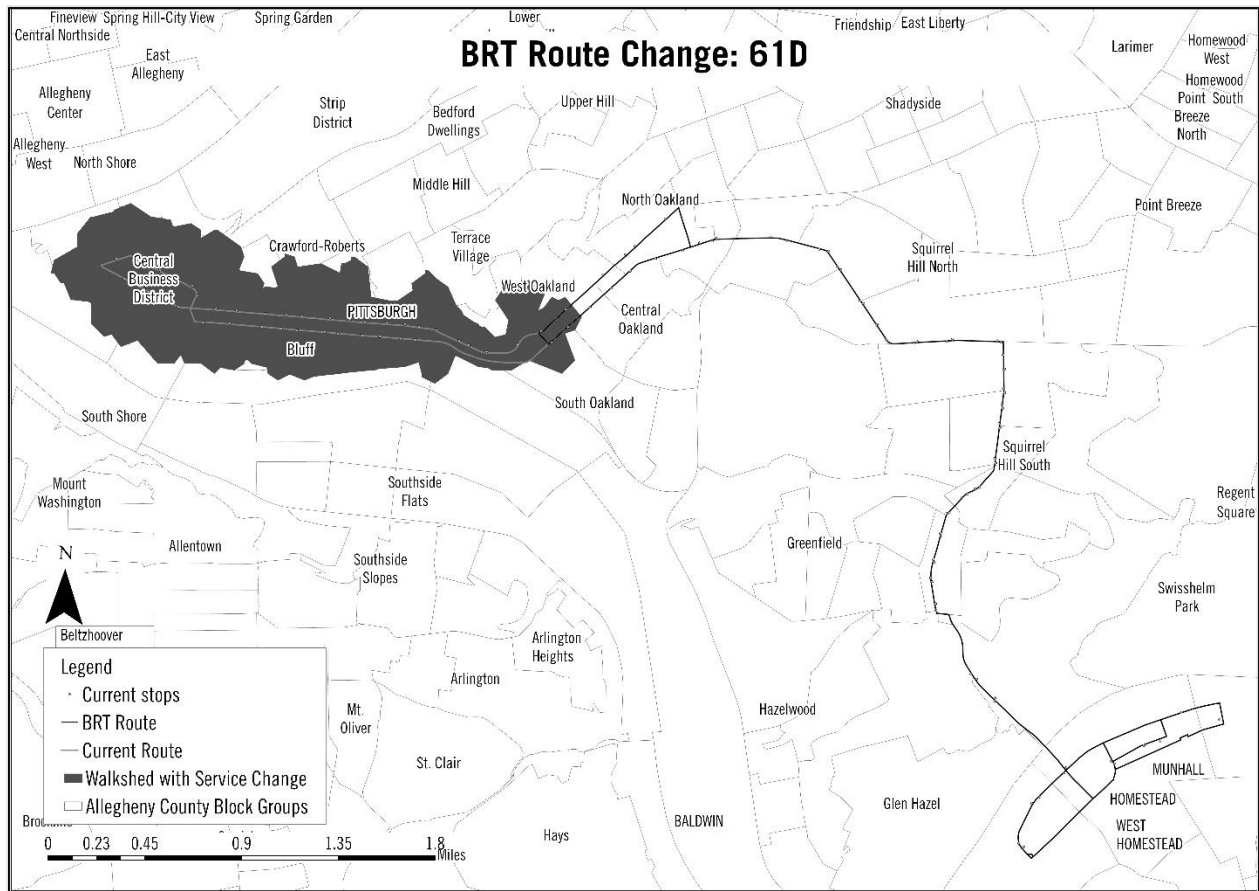 Fineview
Spring Hill-City View
Spring Garden
Lower
Friendship
East Liberty
Central Northside
BRT Route Change: 61D
Larimer
Homewood
West
East
Allegheny
Homewood
South
Allegheny
Center
Strip
District
Bedford
Dwellings
Upper Hill
Shadyside
Point
Breeze
North
Allegheny
West
North Shore
Middle Hill
North Oakland
Point Breeze
Crawford-Roberts
Terrace
Village
Squirrel
Hill North
Central
Business
District
West Oakland
PITTSBURGH
Central
Oakland
Bluff
South Oakland
South Shore
Squirrel
Hill South
Mount
Washington
Southside
Flats
Regent
Square
Allentown
Southside
Slopes
Greenfield
N
Swisshelm
Park
Beltzhoover
Arlington
Heights
Arlington
Legend
Current stops
BRT Route
Current Route
Walkshed with Service Change
Allegheny County Block Groups
Mt.
Oliver
Hazelwood
St. Clair
MUNHALL
Glen Hazel
HOMESTEAD
WEST
HOMESTEAD
Hays
BALDWIN
0 0.23 0.45 0.9 1.35 1.8
Miles